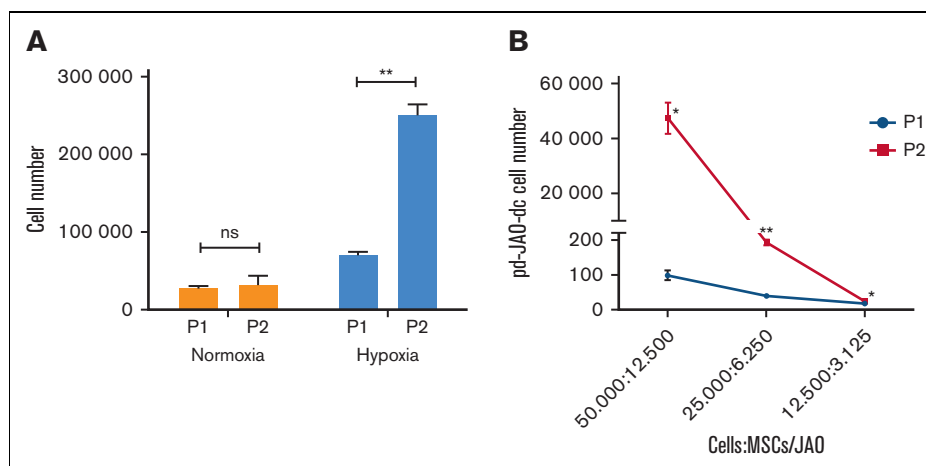 A
Cell number
300 000
200 000
100 000
0
ns
**
P1 P2 P1 P2
Normoxia Hypoxia
B
pd-JAO-dc cell number
60 000
40 000
20 000
200
100
0
*
**
*
P1
P2
50.000:12.500
25.000:6.250
12.500:3.125
Cells:MSCs/JAO